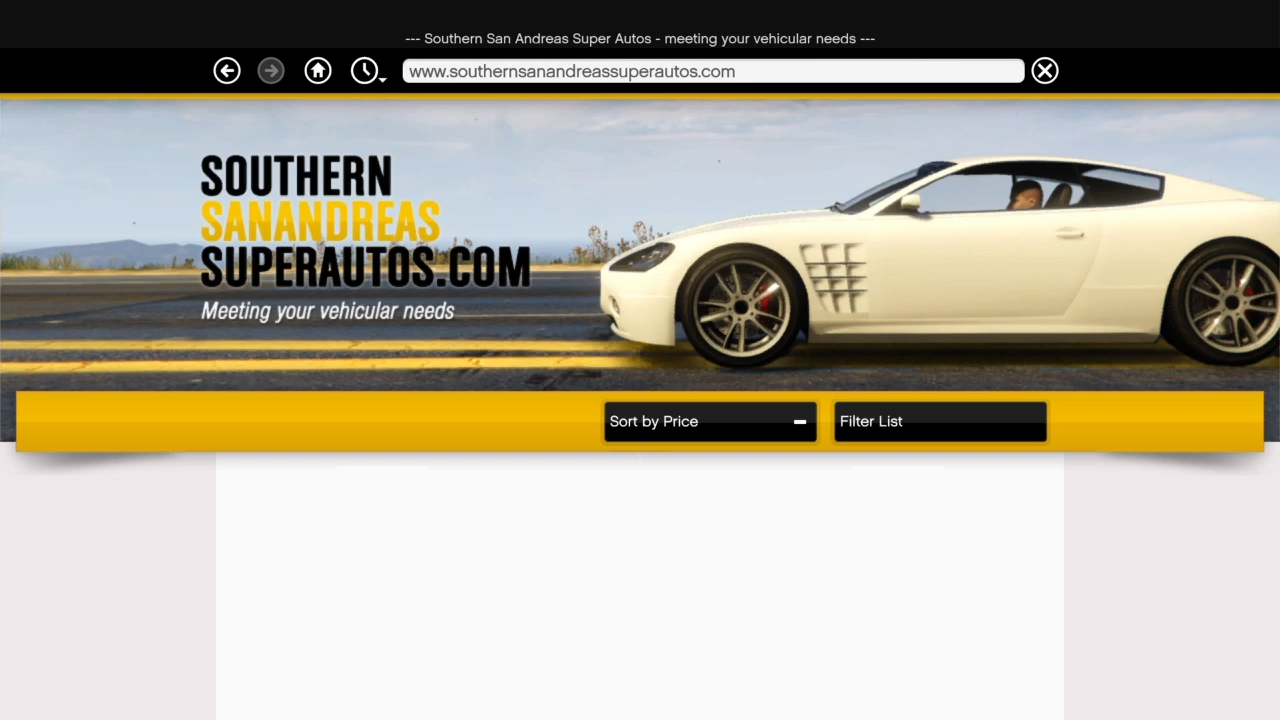 --- Southern San Andreas Super Autos - meeting your vehicular needs ---
www.southernsanandreassuperautos.com
SOUTHERN
SANANDREAS
SUPERAUTOS.COM
Meeting your vehicular needs
Sort by Price
Filter List